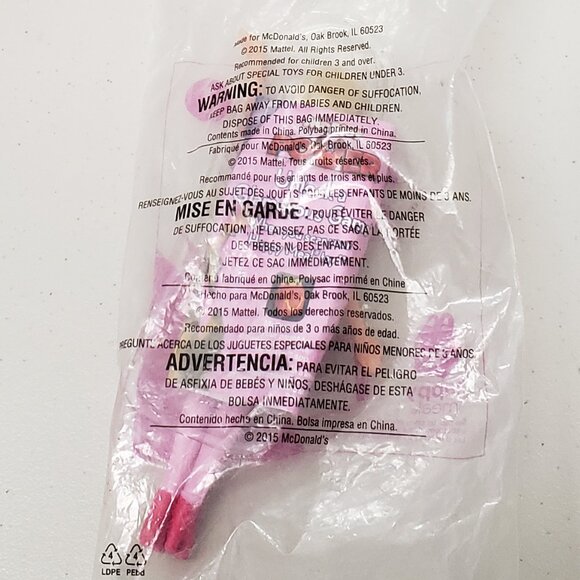 Made for McDonald's, Oak Brook, IL 60523
© 2015 Mattel. All Rights Reserved.
Recommended for children 3 and over.
ASK ABOUT SPECIAL TOYS FOR CHILDREN UNDER 3.
WARNING: TO AVOID DANGER OF SUFFOCATION,
KEEP BAG AWAY FROM BABIES AND CHILDREN.
DISPOSE OF THIS BAG IMMEDIATELY.
Contents made in China. Polybag printed in China.
Fabriqué pour McDonald's, Oak Brook, IL 60523
© 2015 Mattel. Tous droits réservés.
Recommandé pour les enfants de trois ans et plus.
RENSEIGNEZ-VOUS AU SUJET DES JOUETS POUR LES ENFANTS DE MOINS DE 3 ANS.
MISE EN GARDE : POUR ÉVITER LE DANGER
DE SUFFOCATION, NE LAISSEZ PAS CE SAC À LA PORTÉE
DES BÉBÉS NI DES ENFANTS.
JETEZ CE SAC IMMÉDIATEMENT.
fabriqué en Chine. Polysac imprimé en Chine
Hecho para McDonald's, Oak Brook, IL 60523
© 2015 Mattel. Todos los derechos reservados.
Recomendado para niños de 3 o más años de edad.
PREGUNTE ACERCA DE LOS JUGUETES ESPECIALES PARA NIÑOS MENORES DE 3 AÑOS.
ADVERTENCIA: PARA EVITAR EL PELIGRO
DE ASFIXIA DE BEBÉS Y NIÑOS, DESHÁGASE DE ESTA
BOLSA INMEDIATAMENTE.
Contenido hecho en China. Bolsa impresa en China.
© 2015 McDonald's
4
LDPE
4